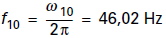 f₁₀ = ω₁₀ / 2π = 46,02 Hz